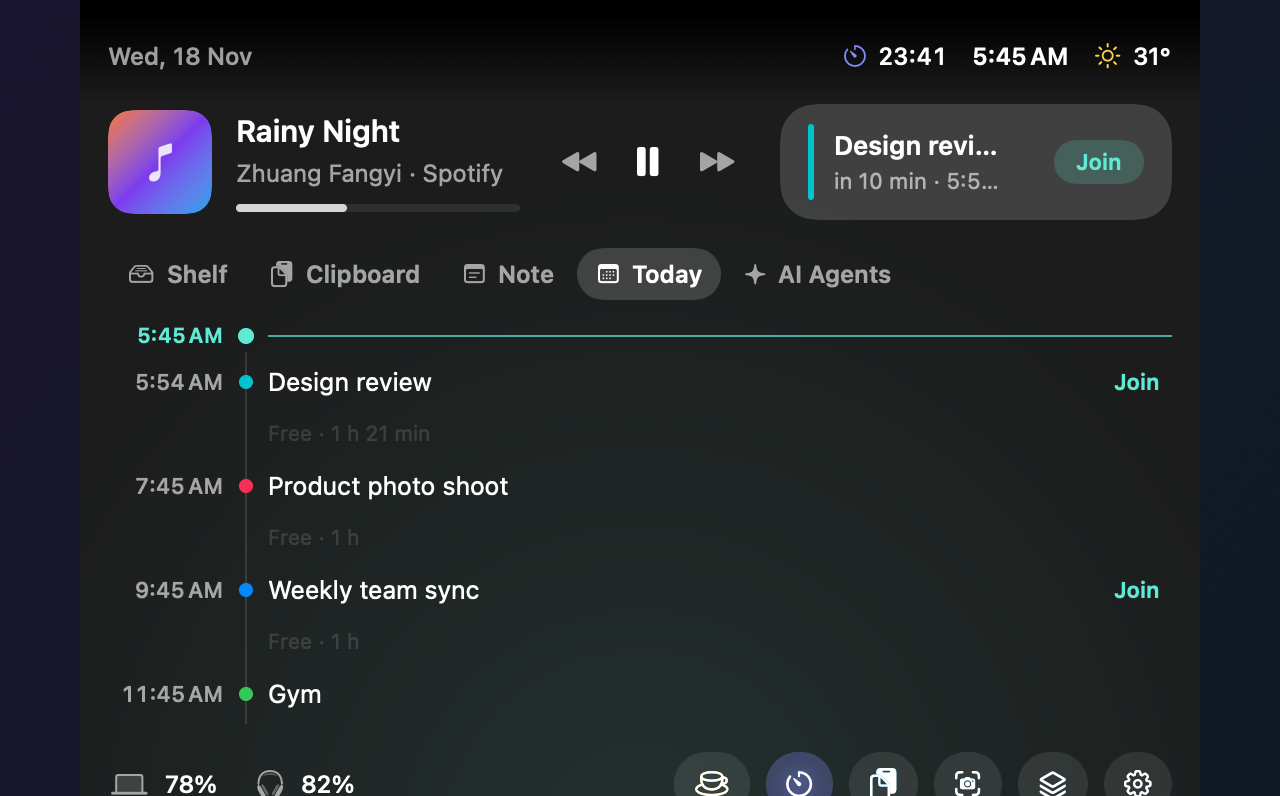 Wed, 18 Nov
23:41 5:45 AM 31°
Rainy Night
Zhuang Fangyi · Spotify
Design revi...
in 10 min · 5:5...
Join
Shelf Clipboard Note Today AI Agents
5:45 AM
5:54 AM Design review Join
Free · 1 h 21 min
7:45 AM Product photo shoot
Free · 1 h
9:45 AM Weekly team sync Join
Free · 1 h
11:45 AM Gym
78% 82%